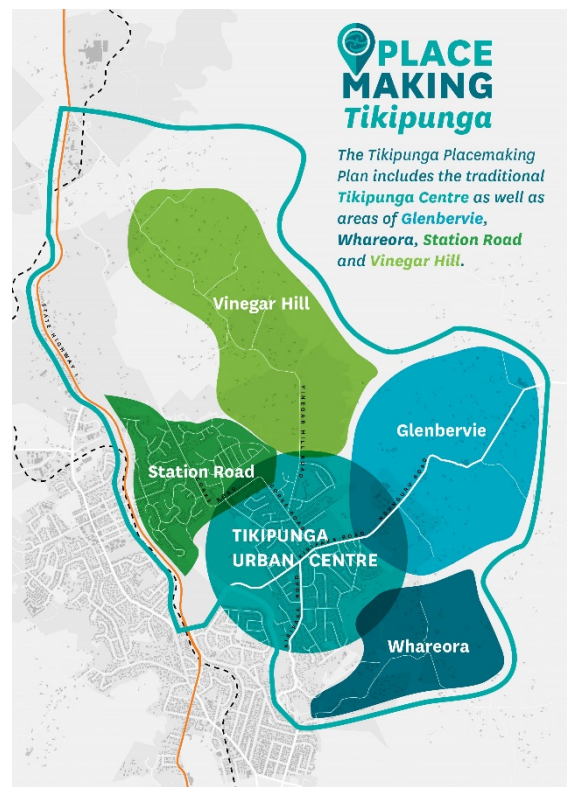 PLACE
MAKING
Tikipunga
The Tikipunga Placemaking
Plan includes the traditional
Tikipunga Centre as well as
areas of Glenbervie,
Whareora, Station Road
and Vinegar Hill.
Vinegar Hill
STATE HIGHWAY 1
VINEGAR HILL ROAD
Glenbervie
Station Road
TIKIPUNGA
URBAN CENTRE
Whareora